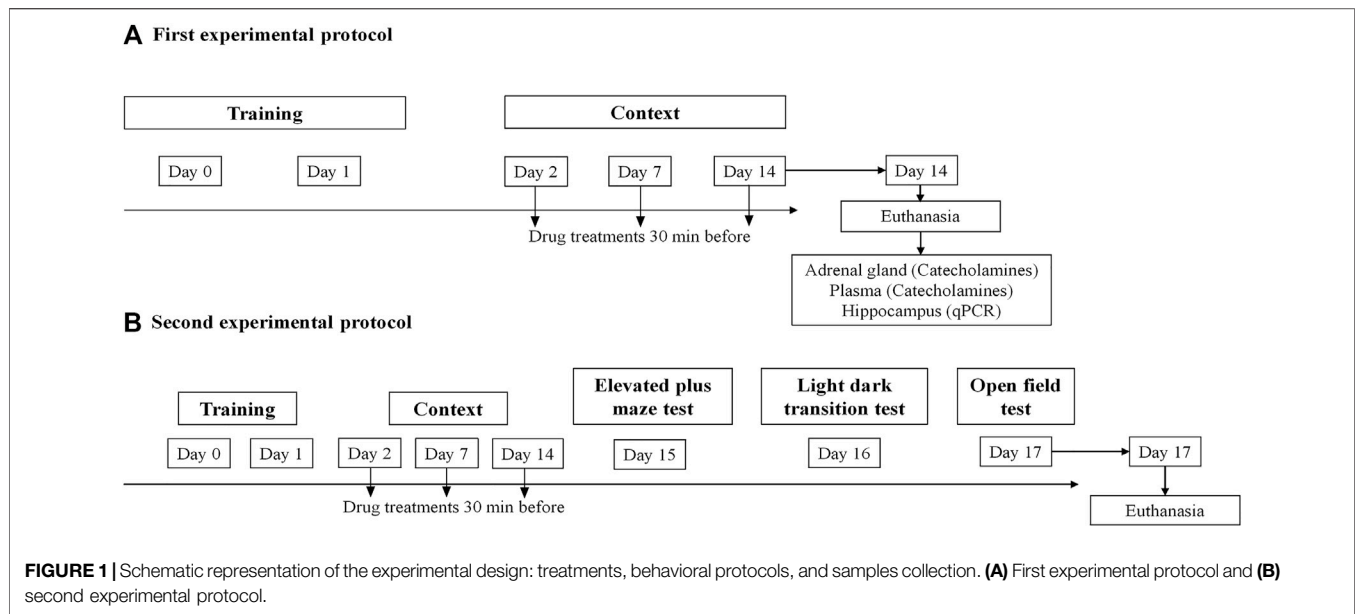 A First experimental protocol
Training
Context
Day 0
Day 1
Day 2
Day 7
Day 14
Day 14
Drug treatments 30 min before
Euthanasia
Adrenal gland (Catecholamines)
Plasma (Catecholamines)
Hippocampus (qPCR)
B Second experimental protocol
Training
Context
Elevated plus
maze test
Light dark
transition test
Open field
test
Day 0
Day 1
Day 2
Day 7
Day 14
Day 15
Day 16
Day 17
Day 17
Drug treatments 30 min before
Euthanasia
FIGURE 1 | Schematic representation of the experimental design: treatments, behavioral protocols, and samples collection. (A) First experimental protocol and (B)
second experimental protocol.